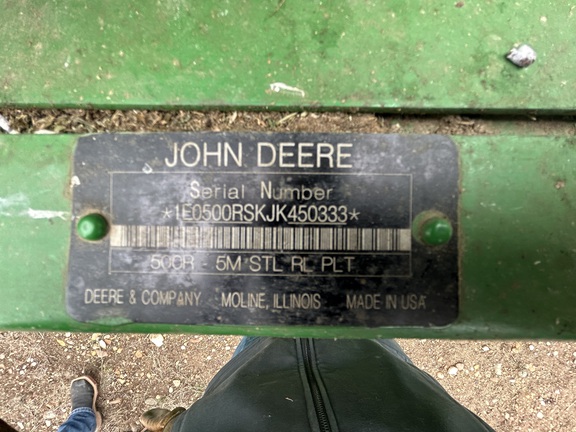 JOHN DEERE
Serial Number
*1E0500RSKJK450333*
500R 5M STL RL PLT
DEERE & COMPANY MOLINE, ILLINOIS MADE IN USA